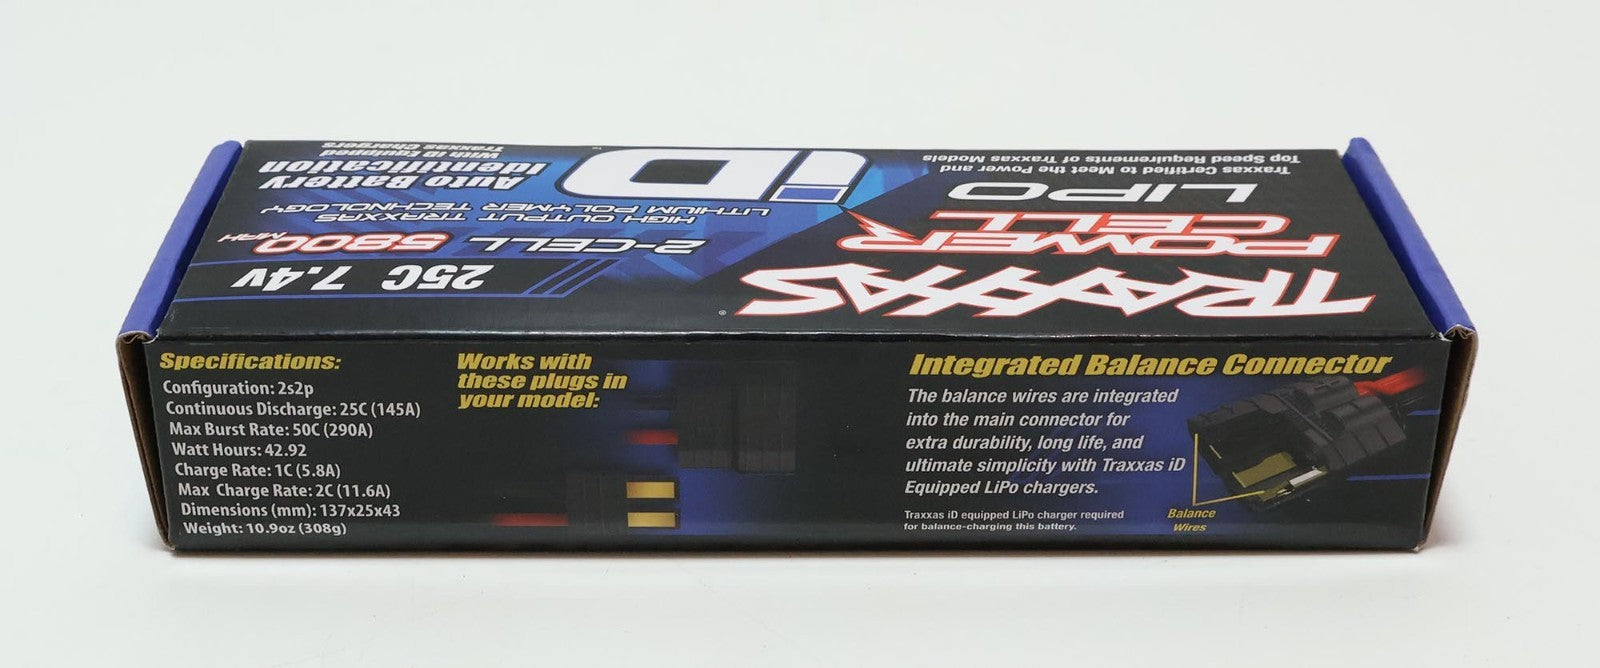 TRAXXAS
POWER
CELL
LIPO
Traxxas Certified to Meet the Power and
Top Speed Requirements of Traxxas Models
25C 7.4v
2-CELL 5800 MAH
HIGH OUTPUT TRAXXAS
LITHIUM POLYMER TECHNOLOGY
iD
Auto Battery
Identification
With iD Equipped
Traxxas Chargers
Specifications:
Configuration: 2s2p
Continuous Discharge: 25C (145A)
Max Burst Rate: 50C (290A)
Watt Hours: 42.92
Charge Rate: 1C (5.8A)
Max Charge Rate: 2C (11.6A)
Dimensions (mm): 137x25x43
Weight: 10.9oz (308g)
Works with
these plugs in
your model:
Integrated Balance Connector
The balance wires are integrated
into the main connector for
extra durability, long life, and
ultimate simplicity with Traxxas iD
Equipped LiPo chargers.
Traxxas iD equipped LiPo charger required
for balance-charging this battery.
Balance
Wires